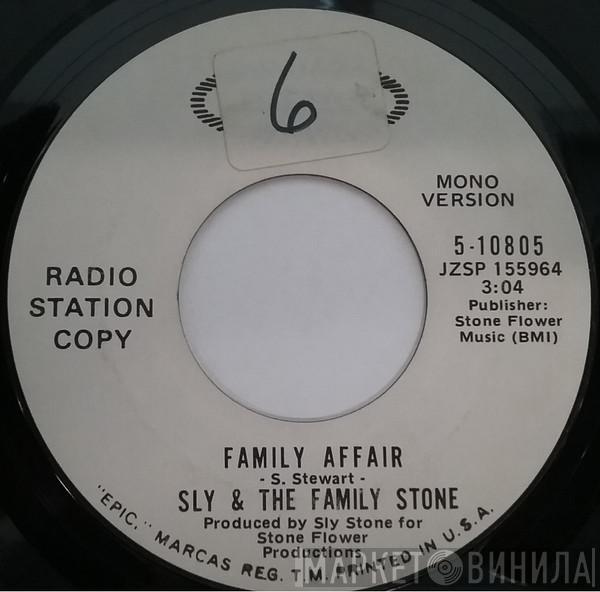 6
MONO
VERSION
5-10805
JZSP 155964
3:04
Publisher:
Stone Flower
Music (BMI)
RADIO
STATION
COPY
FAMILY AFFAIR
- S. Stewart -
SLY & THE FAMILY STONE
Produced by Sly Stone for
Stone Flower
Productions
"EPIC," MARCAS REG. T.M. PRINTED IN U.S.A.
МАРКЕТ ВИНИЛА